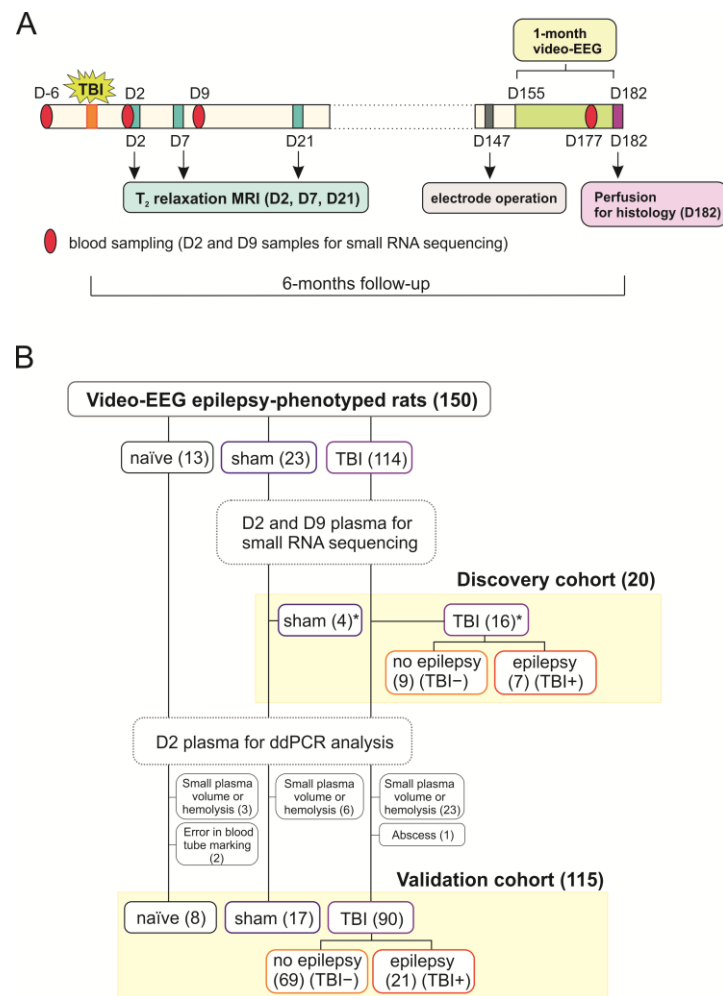 A
1-month
video-EEG
TBI
D-6 D2 D9 D155 D182
D2 D7 D21 D147 D177 D182
T₂ relaxation MRI (D2, D7, D21)
electrode operation
Perfusion
for histology (D182)
blood sampling (D2 and D9 samples for small RNA sequencing)
6-months follow-up
B
Video-EEG epilepsy-phenotyped rats (150)
naïve (13) sham (23) TBI (114)
D2 and D9 plasma for
small RNA sequencing
Discovery cohort (20)
sham (4)* TBI (16)*
no epilepsy
(9) (TBI−)
epilepsy
(7) (TBI+)
D2 plasma for ddPCR analysis
Small plasma
volume or
hemolysis (3)
Small plasma
volume or
hemolysis (6)
Small plasma
volume or
hemolysis (23)
Error in blood
tube marking
(2)
Abscess (1)
Validation cohort (115)
naïve (8) sham (17) TBI (90)
no epilepsy
(69) (TBI−)
epilepsy
(21) (TBI+)